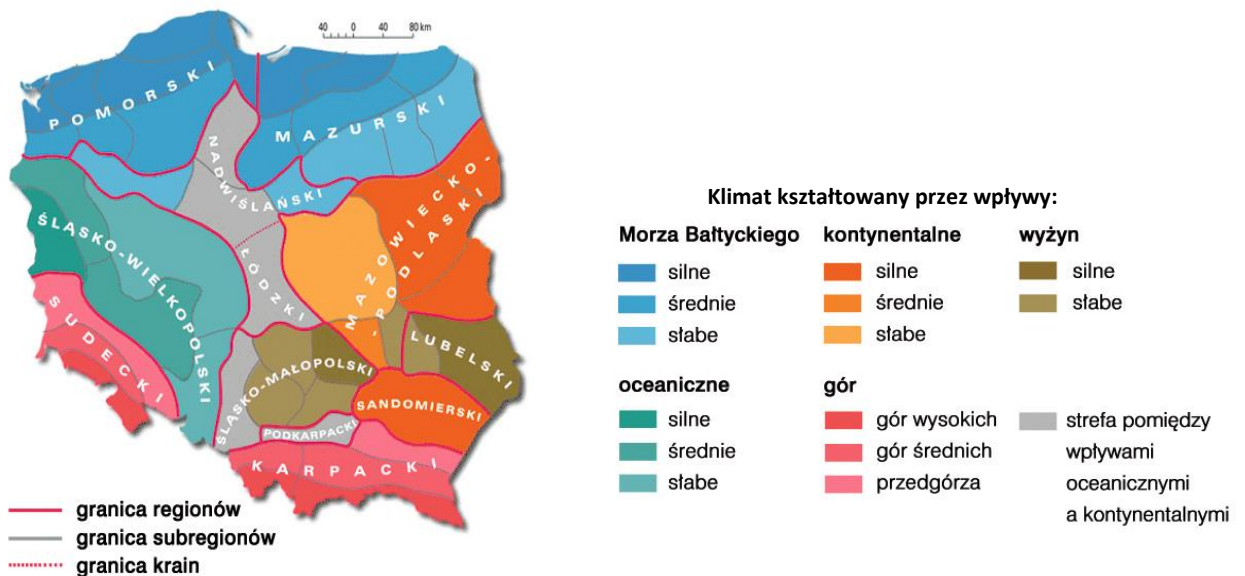 40 0 40 80 km
POMORSKI
MAZURSKI
NADWIŚLAŃSKI
MAZOWIECKO-
-PODLASKI
ŚLĄSKO-WIELKOPOLSKI
ŁÓDZKI
SUDECKI
LUBELSKI
ŚLĄSKO-MAŁOPOLSKI
SANDOMIERSKI
PODKARPACKI
KARPACKI
granica regionów
granica subregionów
granica krain
Klimat kształtowany przez wpływy:
Morza Bałtyckiego
silne
średnie
słabe
kontynentalne
silne
średnie
słabe
wyżyn
silne
słabe
oceaniczne
silne
średnie
słabe
gór
gór wysokich
gór średnich
przedgórza
strefa pomiędzy
wpływami
oceanicznymi
a kontynentalnymi